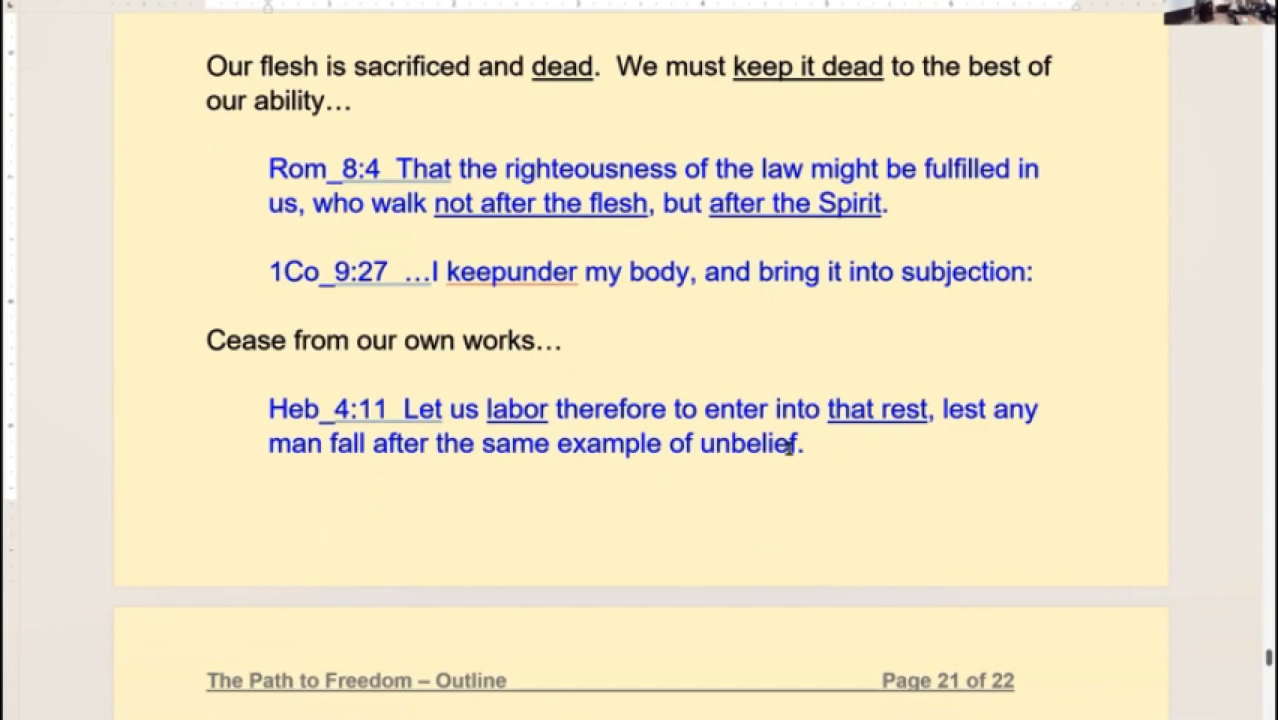 Our flesh is sacrificed and dead. We must keep it dead to the best of
our ability…
Rom_8:4 That the righteousness of the law might be fulfilled in
us, who walk not after the flesh, but after the Spirit.
1Co_9:27 …I keepunder my body, and bring it into subjection:
Cease from our own works…
Heb_4:11 Let us labor therefore to enter into that rest, lest any
man fall after the same example of unbelief.
The Path to Freedom – Outline Page 21 of 22